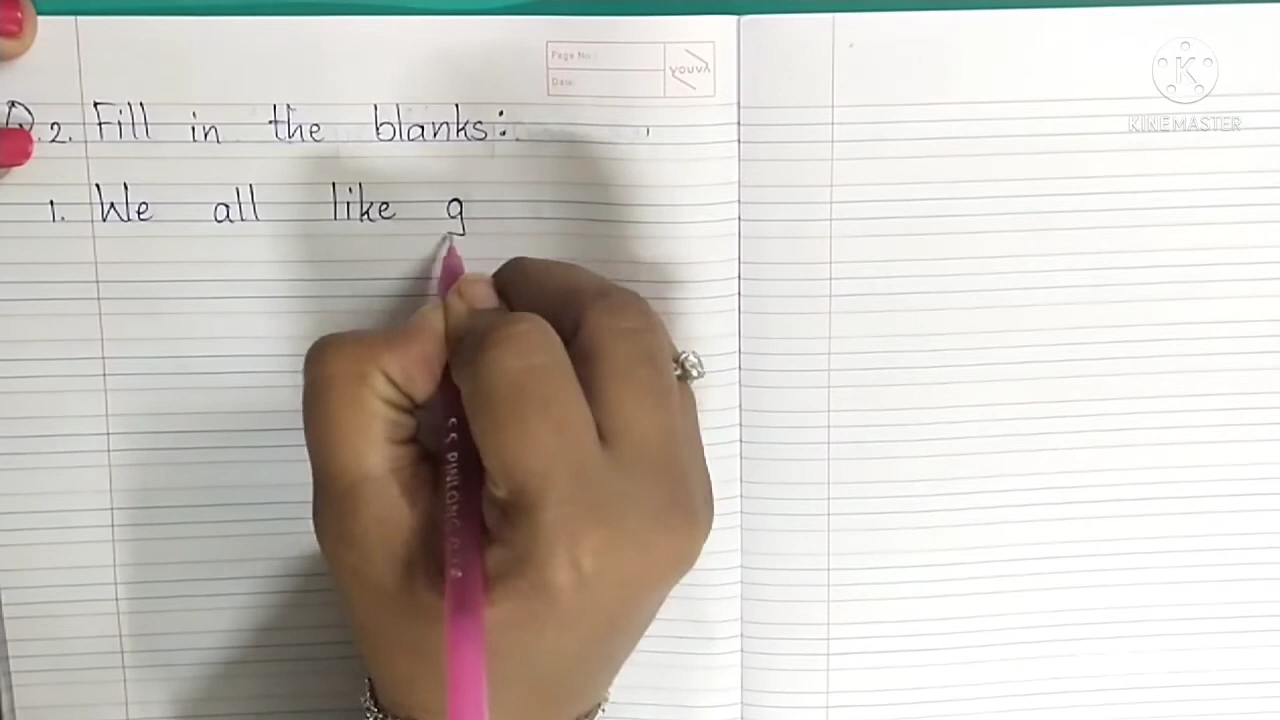 Page No.:
Date:
youva
Q.2. Fill in the blanks:
1. We all like g
KINEMASTER